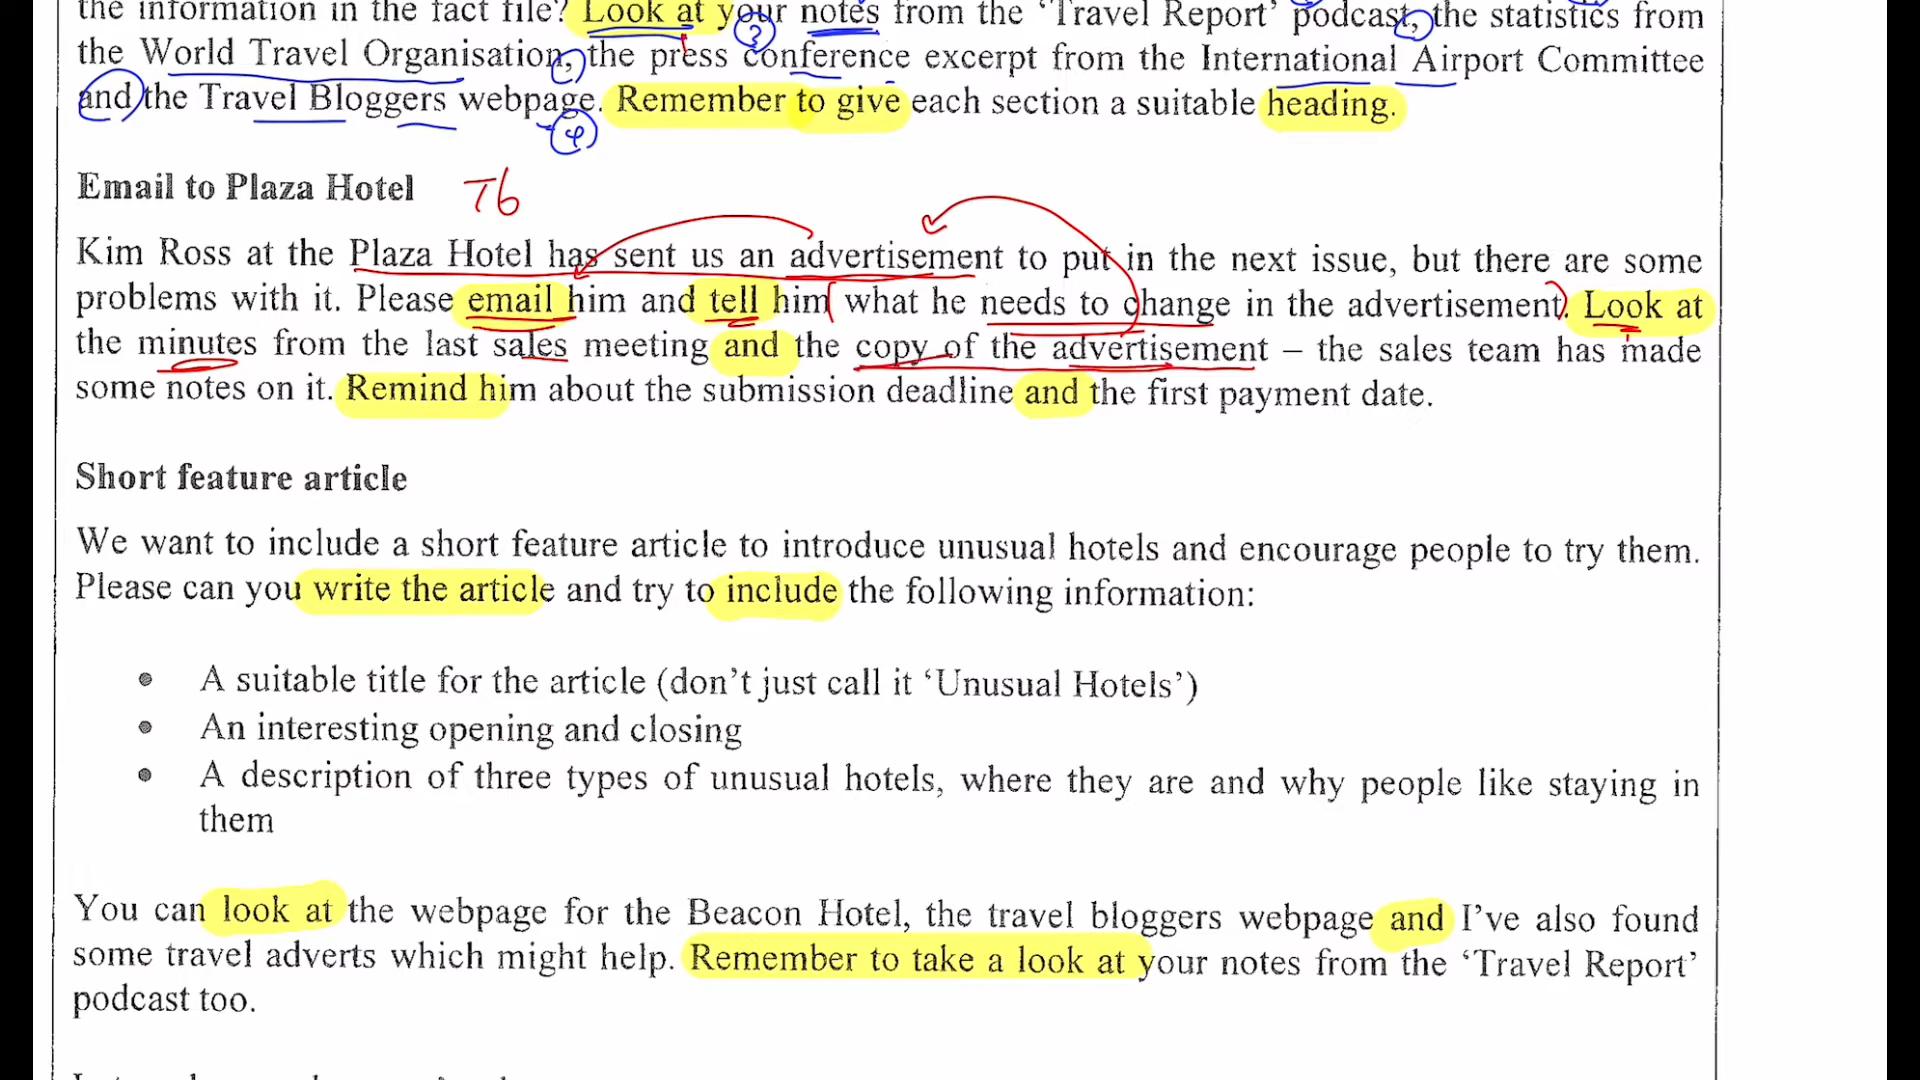 the information in the fact file? Look at your notes from the 'Travel Report' podcast, the statistics from
the World Travel Organisation, the press conference excerpt from the International Airport Committee
and the Travel Bloggers webpage. Remember to give each section a suitable heading.
Email to Plaza Hotel T6
Kim Ross at the Plaza Hotel has sent us an advertisement to put in the next issue, but there are some
problems with it. Please email him and tell him what he needs to change in the advertisement. Look at
the minutes from the last sales meeting and the copy of the advertisement – the sales team has made
some notes on it. Remind him about the submission deadline and the first payment date.
Short feature article
We want to include a short feature article to introduce unusual hotels and encourage people to try them.
Please can you write the article and try to include the following information:
• A suitable title for the article (don't just call it 'Unusual Hotels')
• An interesting opening and closing
• A description of three types of unusual hotels, where they are and why people like staying in
them
You can look at the webpage for the Beacon Hotel, the travel bloggers webpage and I've also found
some travel adverts which might help. Remember to take a look at your notes from the 'Travel Report'
podcast too.